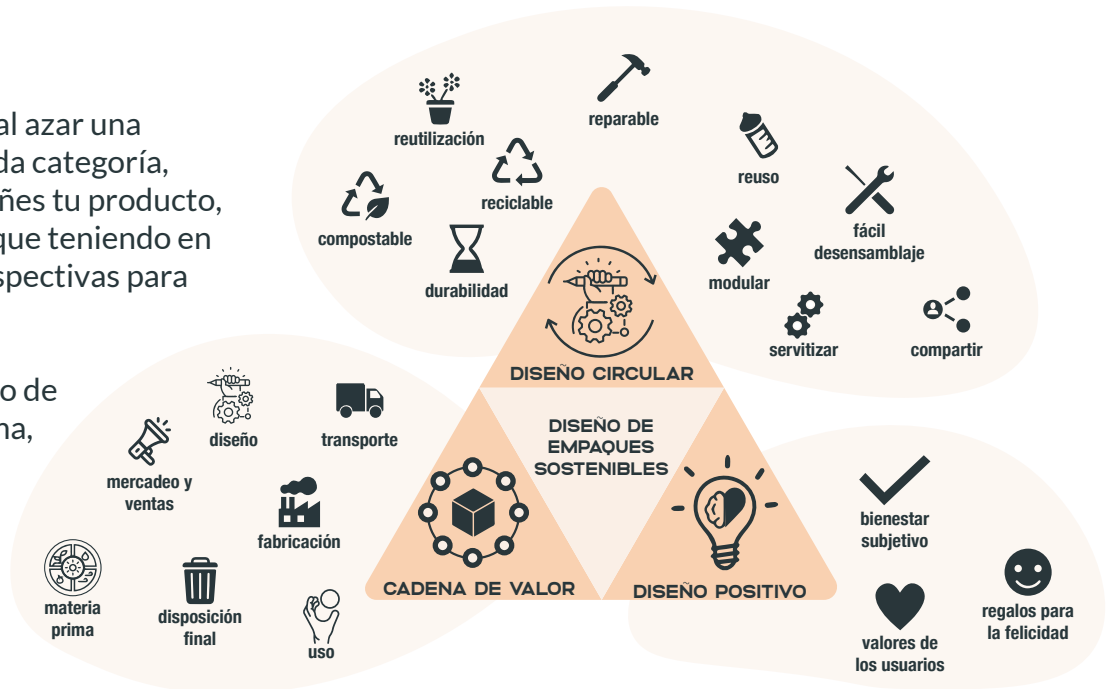 al azar una
da categoría,
ñes tu producto,
que teniendo en
spectivas para
o de
na,
reutilización
reparable
reciclable
reuso
compostable
durabilidad
modular
fácil
desensamblaje
servitizar
compartir
DISEÑO CIRCULAR
DISEÑO DE
EMPAQUES
SOSTENIBLES
diseño
transporte
mercadeo y
ventas
fabricación
materia
prima
disposición
final
uso
CADENA DE VALOR
DISEÑO POSITIVO
bienestar
subjetivo
valores de
los usuarios
regalos para
la felicidad